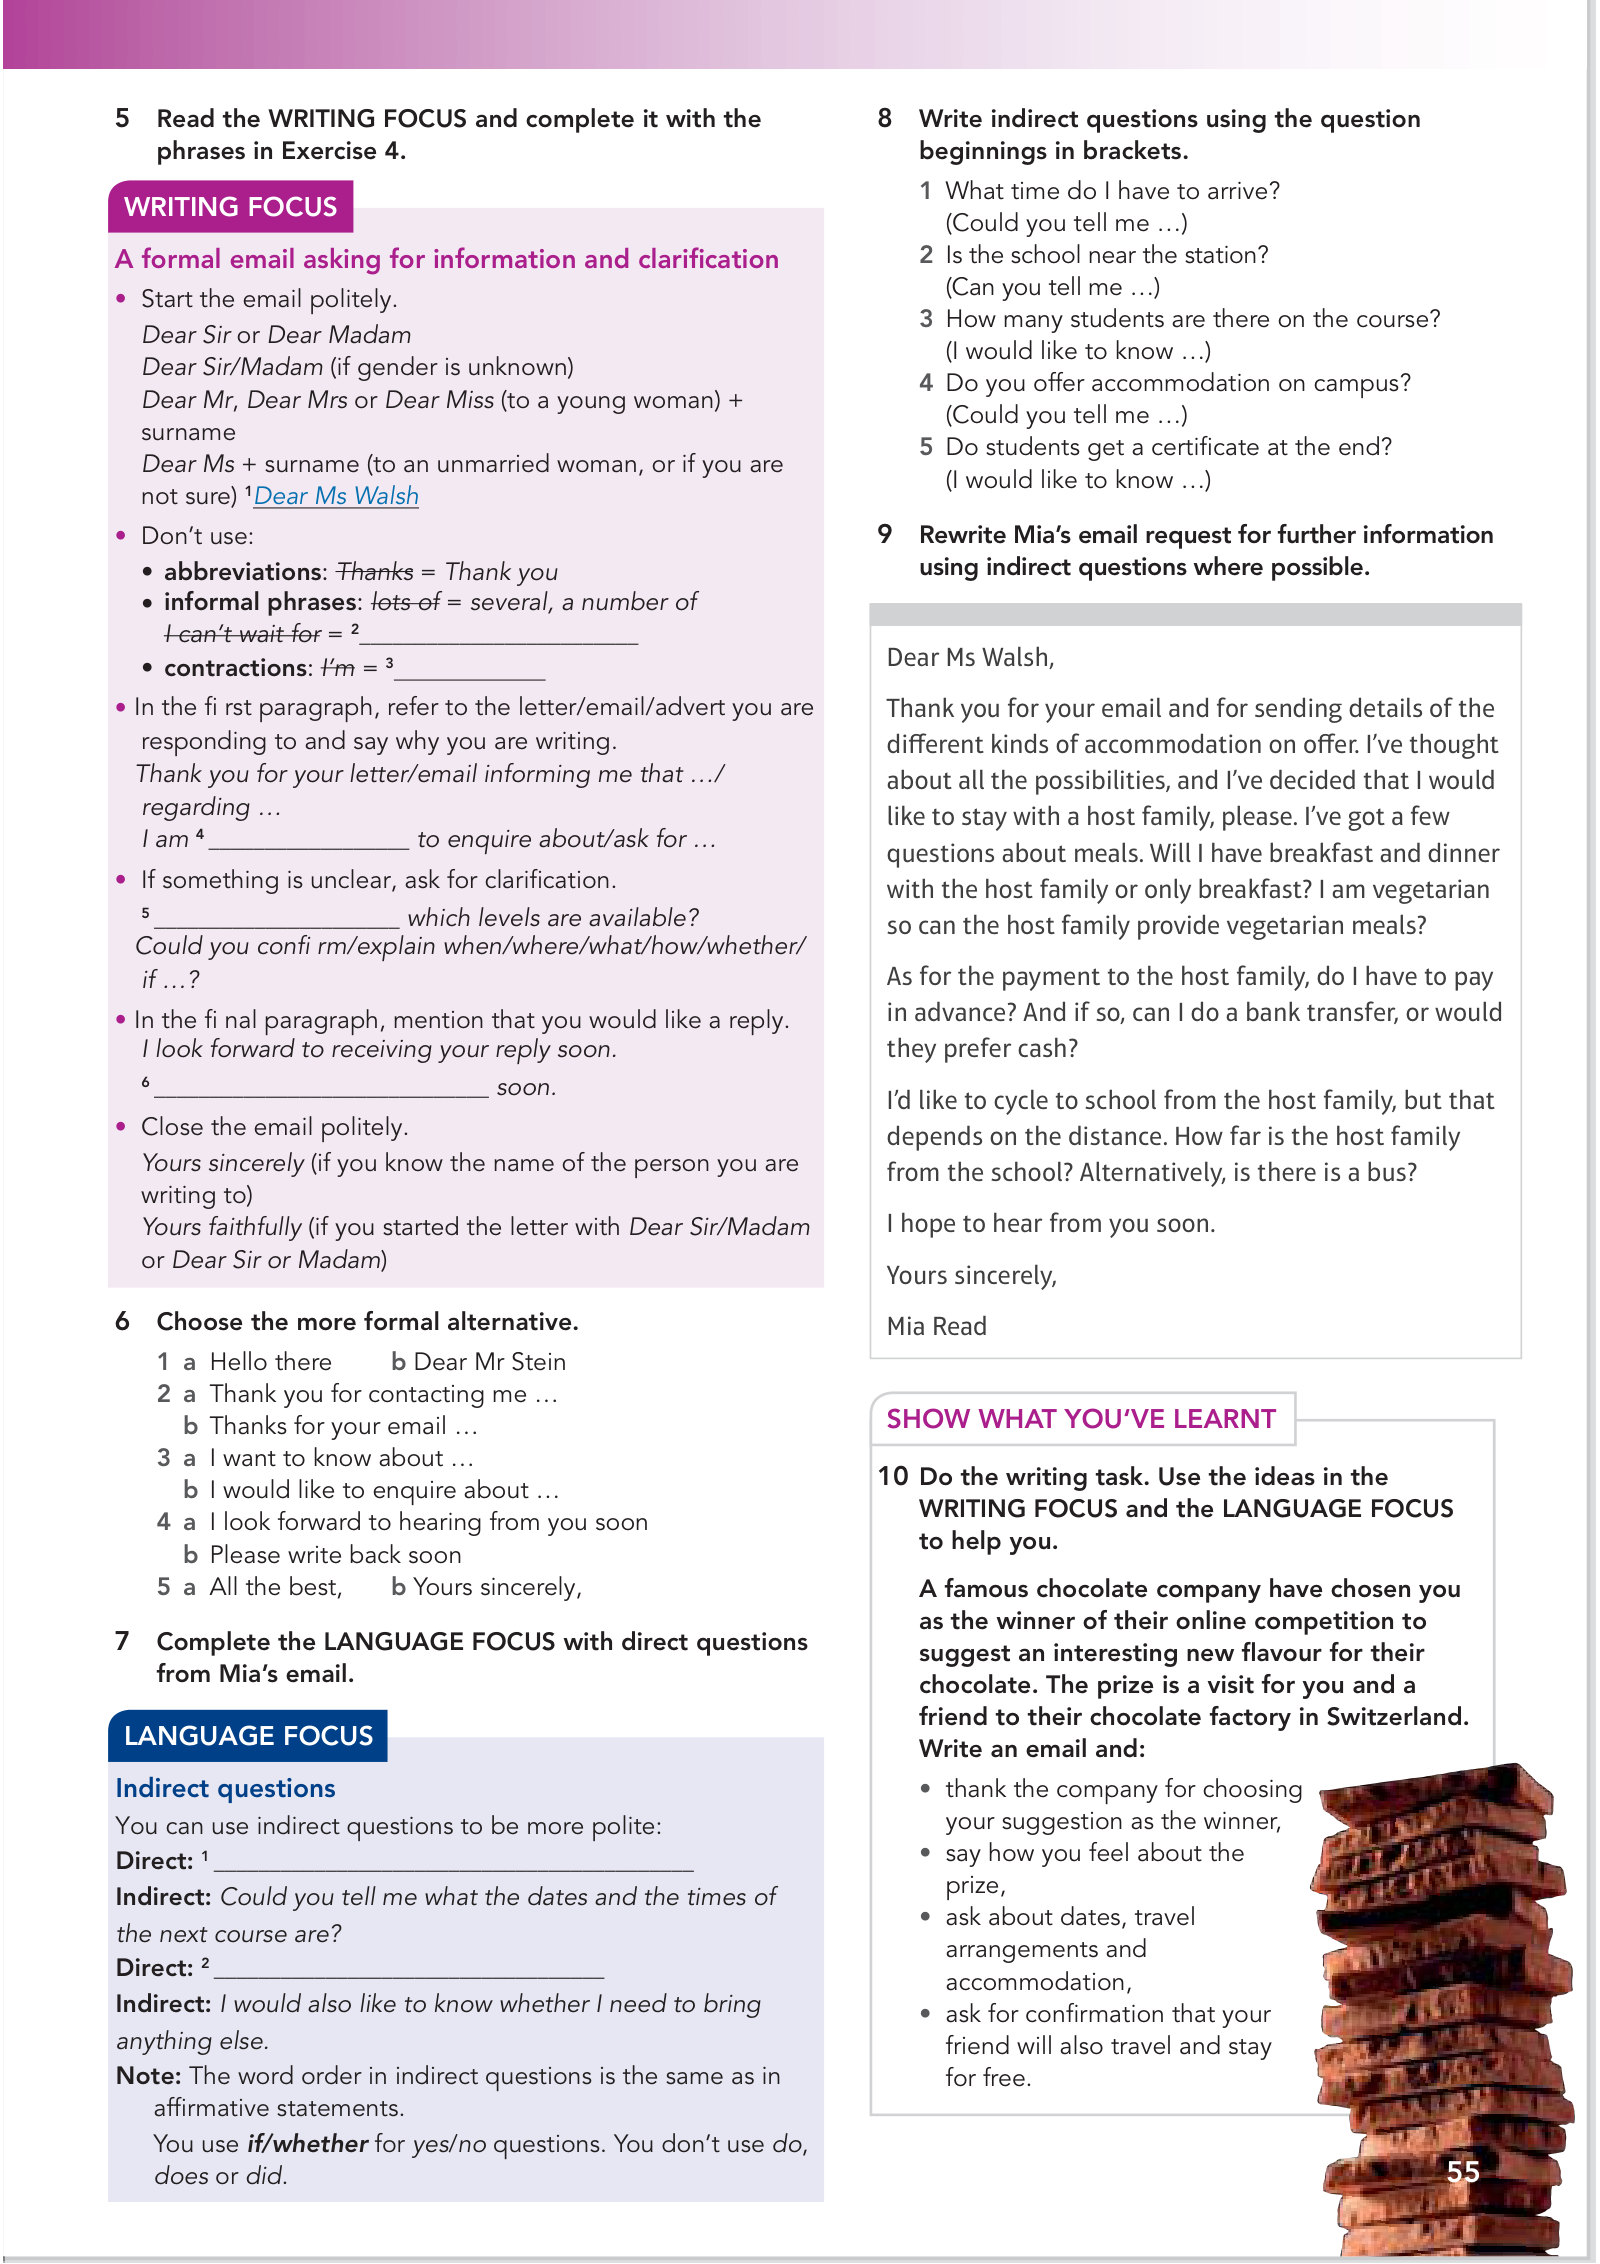 5 Read the WRITING FOCUS and complete it with the
phrases in Exercise 4.
WRITING FOCUS
A formal email asking for information and clarification
• Start the email politely.
Dear Sir or Dear Madam
Dear Sir/Madam (if gender is unknown)
Dear Mr, Dear Mrs or Dear Miss (to a young woman) +
surname
Dear Ms + surname (to an unmarried woman, or if you are
not sure) 1 Dear Ms Walsh
• Don't use:
• abbreviations: Thanks = Thank you
• informal phrases: lots of = several, a number of
I can't wait for = 2 ____________________
• contractions: I'm = 3 ____________
• In the fi rst paragraph, refer to the letter/email/advert you are
responding to and say why you are writing.
Thank you for your letter/email informing me that …/
regarding …
I am 4 ________________ to enquire about/ask for …
• If something is unclear, ask for clarification.
5 ____________________ which levels are available?
Could you confi rm/explain when/where/what/how/whether/
if …?
• In the fi nal paragraph, mention that you would like a reply.
I look forward to receiving your reply soon.
6 __________________________ soon.
• Close the email politely.
Yours sincerely (if you know the name of the person you are
writing to)
Yours faithfully (if you started the letter with Dear Sir/Madam
or Dear Sir or Madam)
6 Choose the more formal alternative.
1 a Hello there b Dear Mr Stein
2 a Thank you for contacting me …
b Thanks for your email …
3 a I want to know about …
b I would like to enquire about …
4 a I look forward to hearing from you soon
b Please write back soon
5 a All the best, b Yours sincerely,
7 Complete the LANGUAGE FOCUS with direct questions
from Mia's email.
LANGUAGE FOCUS
Indirect questions
You can use indirect questions to be more polite:
Direct: 1 ____________________________________
Indirect: Could you tell me what the dates and the times of
the next course are?
Direct: 2 ______________________________
Indirect: I would also like to know whether I need to bring
anything else.
Note: The word order in indirect questions is the same as in
affirmative statements.
You use if/whether for yes/no questions. You don't use do,
does or did.
8 Write indirect questions using the question
beginnings in brackets.
1 What time do I have to arrive?
(Could you tell me …)
2 Is the school near the station?
(Can you tell me …)
3 How many students are there on the course?
(I would like to know …)
4 Do you offer accommodation on campus?
(Could you tell me …)
5 Do students get a certificate at the end?
(I would like to know …)
9 Rewrite Mia's email request for further information
using indirect questions where possible.
Dear Ms Walsh,
Thank you for your email and for sending details of the
different kinds of accommodation on offer. I've thought
about all the possibilities, and I've decided that I would
like to stay with a host family, please. I've got a few
questions about meals. Will I have breakfast and dinner
with the host family or only breakfast? I am vegetarian
so can the host family provide vegetarian meals?
As for the payment to the host family, do I have to pay
in advance? And if so, can I do a bank transfer, or would
they prefer cash?
I'd like to cycle to school from the host family, but that
depends on the distance. How far is the host family
from the school? Alternatively, is there is a bus?
I hope to hear from you soon.
Yours sincerely,
Mia Read
SHOW WHAT YOU'VE LEARNT
10 Do the writing task. Use the ideas in the
WRITING FOCUS and the LANGUAGE FOCUS
to help you.
A famous chocolate company have chosen you
as the winner of their online competition to
suggest an interesting new flavour for their
chocolate. The prize is a visit for you and a
friend to their chocolate factory in Switzerland.
Write an email and:
• thank the company for choosing
your suggestion as the winner,
• say how you feel about the
prize,
• ask about dates, travel
arrangements and
accommodation,
• ask for confirmation that your
friend will also travel and stay
for free.
55